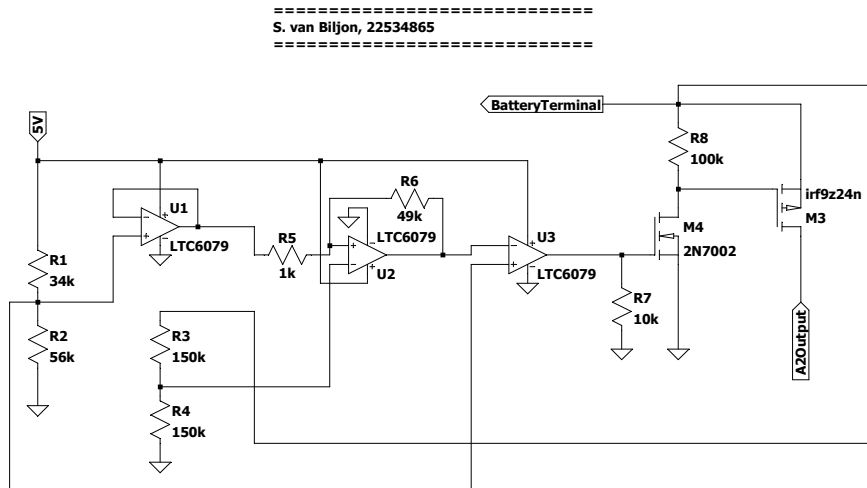 ==============================
S. van Biljon, 22534865
==============================
BatteryTerminal
5V
R8
100k
R6
49k
irf9z24n
M3
U1
LTC6079
R5
1k
LTC6079
U2
U3
LTC6079
M4
2N7002
R1
34k
R7
10k
R2
56k
R3
150k
R4
150k
A2Output